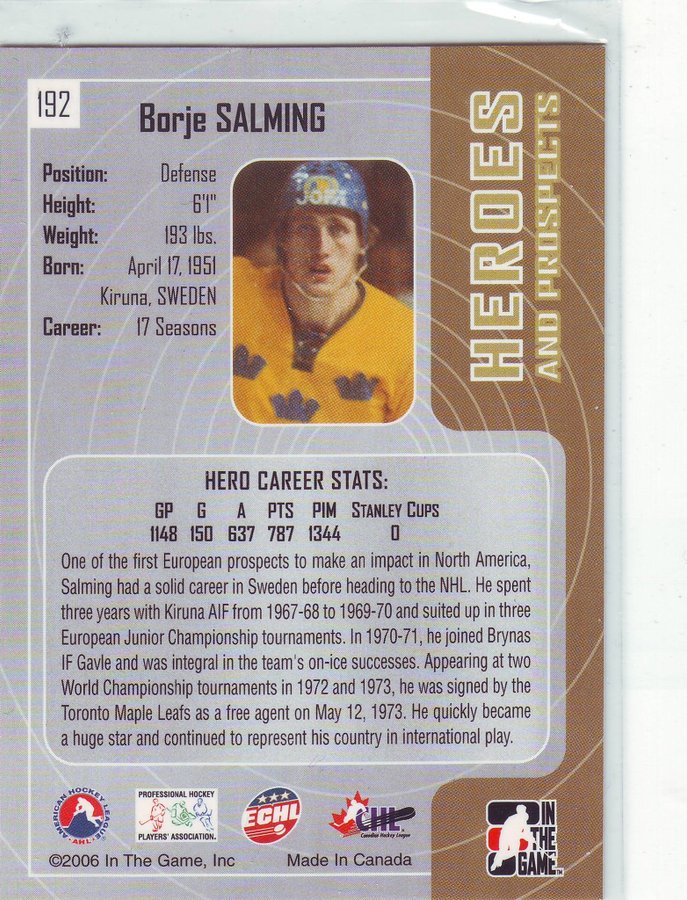 192
Borje SALMING
Position: Defense
Height: 6'1"
Weight: 193 lbs.
Born: April 17, 1951
Kiruna, SWEDEN
Career: 17 Seasons
HEROES
AND PROSPECTS
HERO CAREER STATS:
GP G A PTS PIM STANLEY CUPS
1148 150 637 787 1344 0
One of the first European prospects to make an impact in North America,
Salming had a solid career in Sweden before heading to the NHL. He spent
three years with Kiruna AIF from 1967-68 to 1969-70 and suited up in three
European Junior Championship tournaments. In 1970-71, he joined Brynas
IF Gavle and was integral in the team's on-ice successes. Appearing at two
World Championship tournaments in 1972 and 1973, he was signed by the
Toronto Maple Leafs as a free agent on May 12, 1973. He quickly became
a huge star and continued to represent his country in international play.
AMERICAN HOCKEY LEAGUE
·AHL·
PROFESSIONAL HOCKEY
PLAYERS' ASSOCIATION.
ECHL
CHL
Canadian Hockey League
IN
THE
GAME™
©2006 In The Game, Inc
Made In Canada